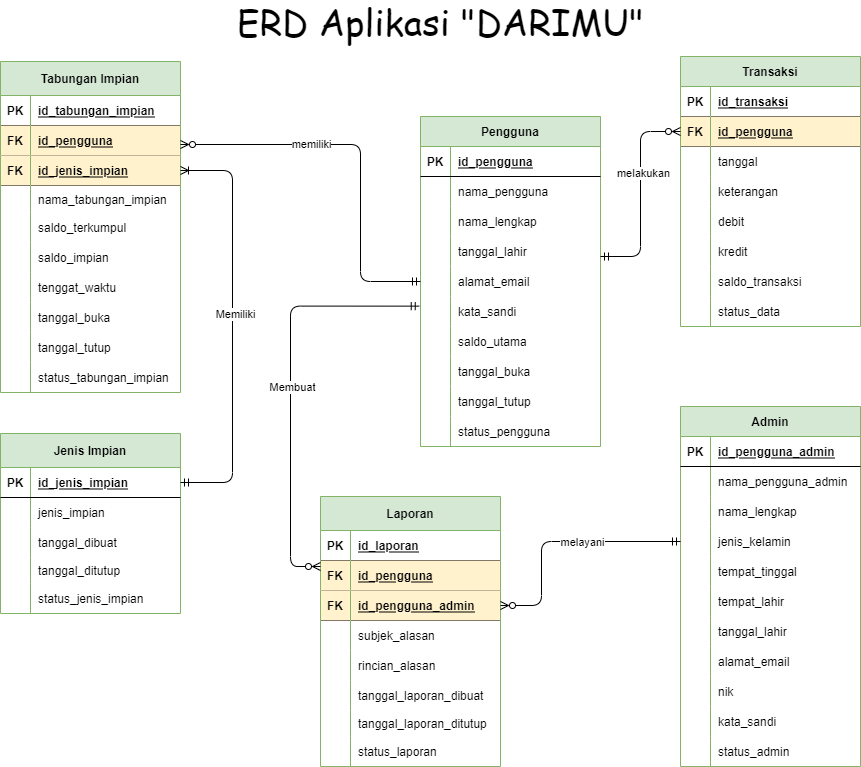 ERD Aplikasi "DARIMU"
Tabungan Impian
PK id_tabungan_impian
FK id_pengguna
FK id_jenis_impian
nama_tabungan_impian
saldo_terkumpul
saldo_impian
tenggat_waktu
tanggal_buka
tanggal_tutup
status_tabungan_impian
memiliki
Memiliki
Jenis Impian
PK id_jenis_impian
jenis_impian
tanggal_dibuat
tanggal_ditutup
status_jenis_impian
Pengguna
PK id_pengguna
nama_pengguna
nama_lengkap
tanggal_lahir
alamat_email
kata_sandi
saldo_utama
tanggal_buka
tanggal_tutup
status_pengguna
melakukan
Membuat
Transaksi
PK id_transaksi
FK id_pengguna
tanggal
keterangan
debit
kredit
saldo_transaksi
status_data
Laporan
PK id_laporan
FK id_pengguna
FK id_pengguna_admin
subjek_alasan
rincian_alasan
tanggal_laporan_dibuat
tanggal_laporan_ditutup
status_laporan
melayani
Admin
PK id_pengguna_admin
nama_pengguna_admin
nama_lengkap
jenis_kelamin
tempat_tinggal
tempat_lahir
tanggal_lahir
alamat_email
nik
kata_sandi
status_admin